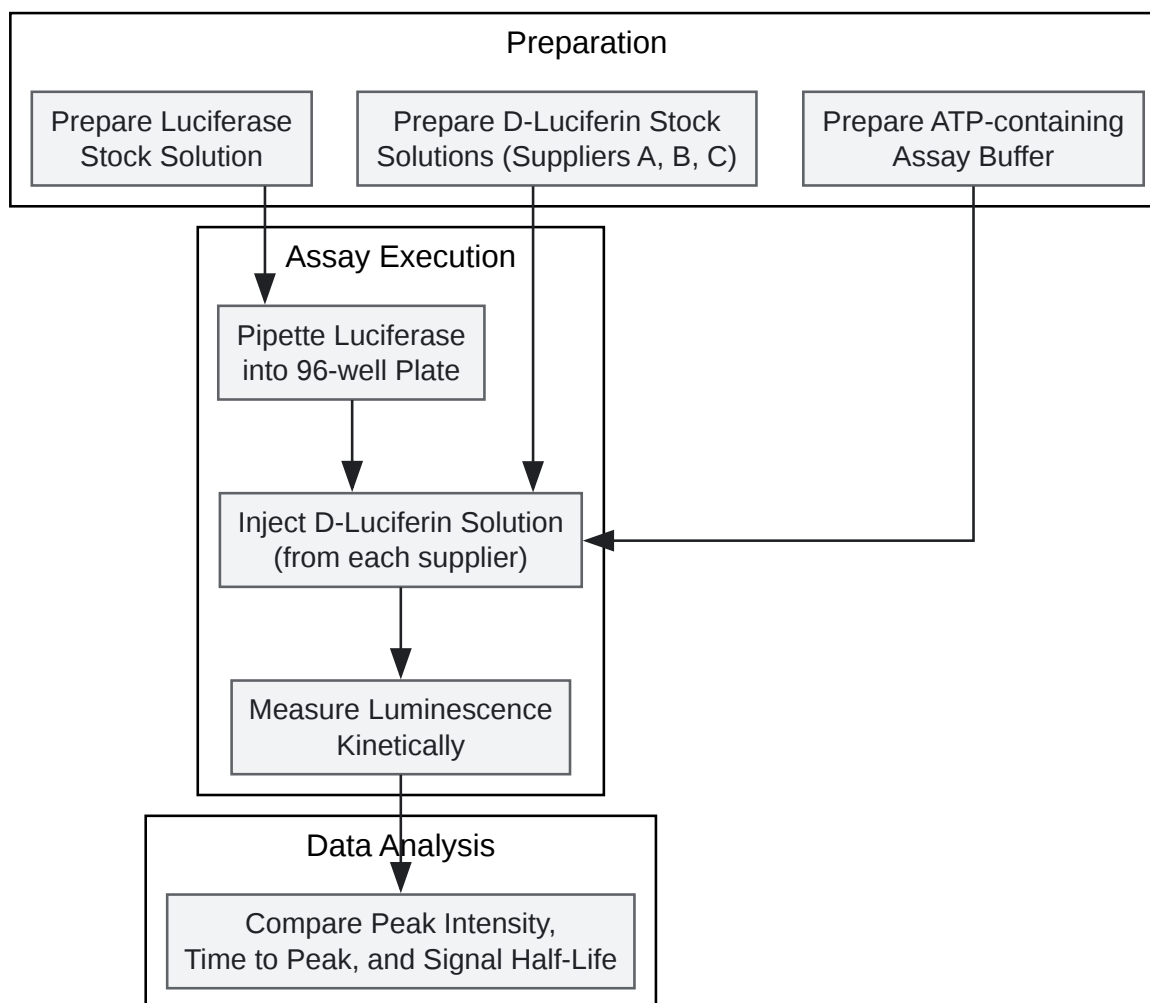 Preparation
Prepare Luciferase
Stock Solution
Prepare D-Luciferin Stock
Solutions (Suppliers A, B, C)
Prepare ATP-containing
Assay Buffer
Assay Execution
Pipette Luciferase
into 96-well Plate
Inject D-Luciferin Solution
(from each supplier)
Measure Luminescence
Kinetically
Data Analysis
Compare Peak Intensity,
Time to Peak, and Signal Half-Life